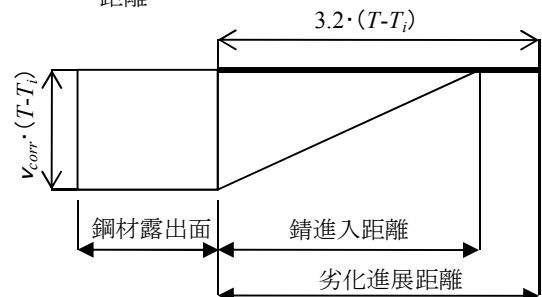 距離
3.2・(T-Ti)
vcorr・(T-Ti)
鋼材露出面
錆進入距離
劣化進展距離